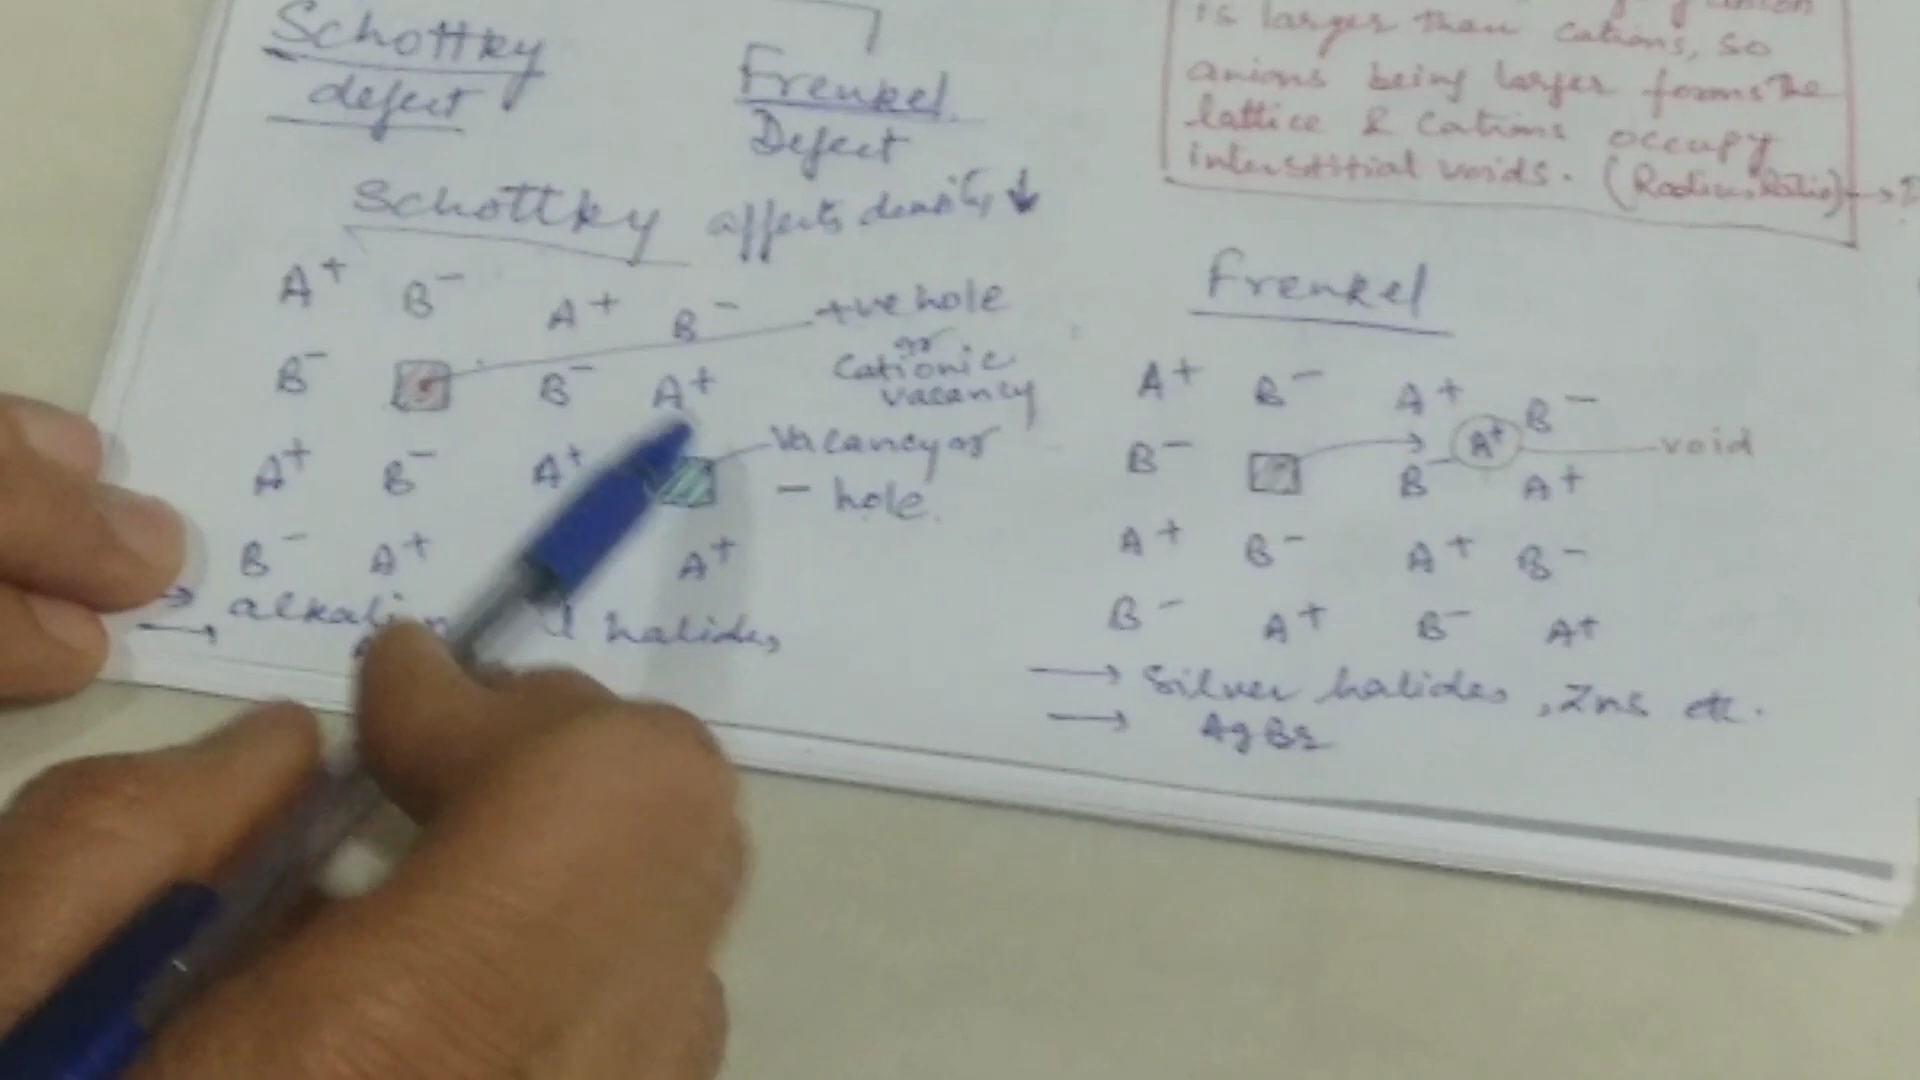 Schottky
defect
Frenkel
Defect
is larger than cations, so
anions being larger forms the
lattice & cations occupy
interstitial voids. (Radius Ratio) →
Schottky affects density ↓
A+ B− A+ B−
+ve hole
or
Cationic
vacancy
B− B− A+
A+ B− A+
Vacancy or
− hole.
B− A+ A+
→ halides
→
Frenkel
A+ B− A+ B−
A+
void
B− B− A+
A+ B− A+ B−
B− A+ B− A+
→ Silver halides, Zns etc.
→ AgBr